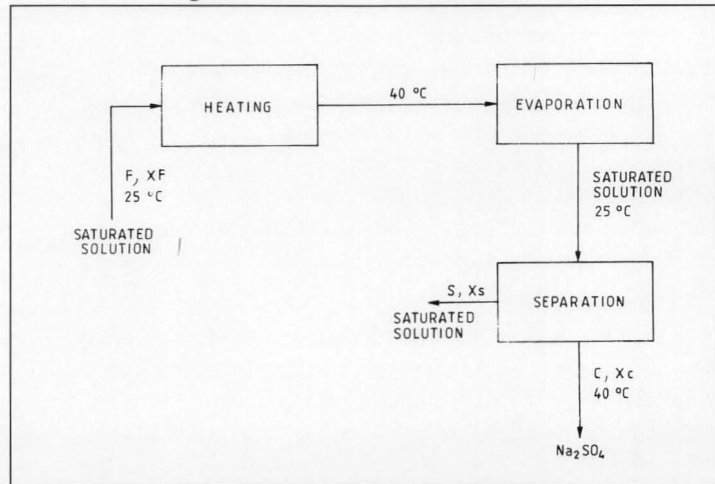 HEATING
40 °C
EVAPORATION
F, XF
25 °C
SATURATED
SOLUTION
SATURATED
SOLUTION
25 °C
S, Xs
SATURATED
SOLUTION
SEPARATION
C, Xc
40 °C
Na₂SO₄